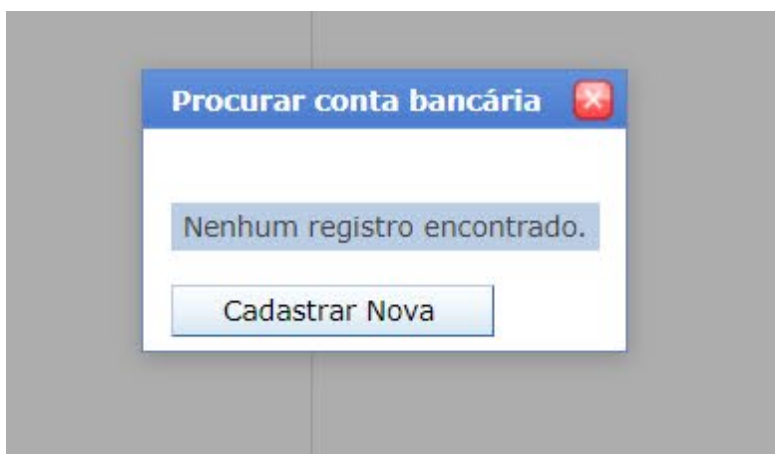 Procurar conta bancária
Nenhum registro encontrado.
Cadastrar Nova